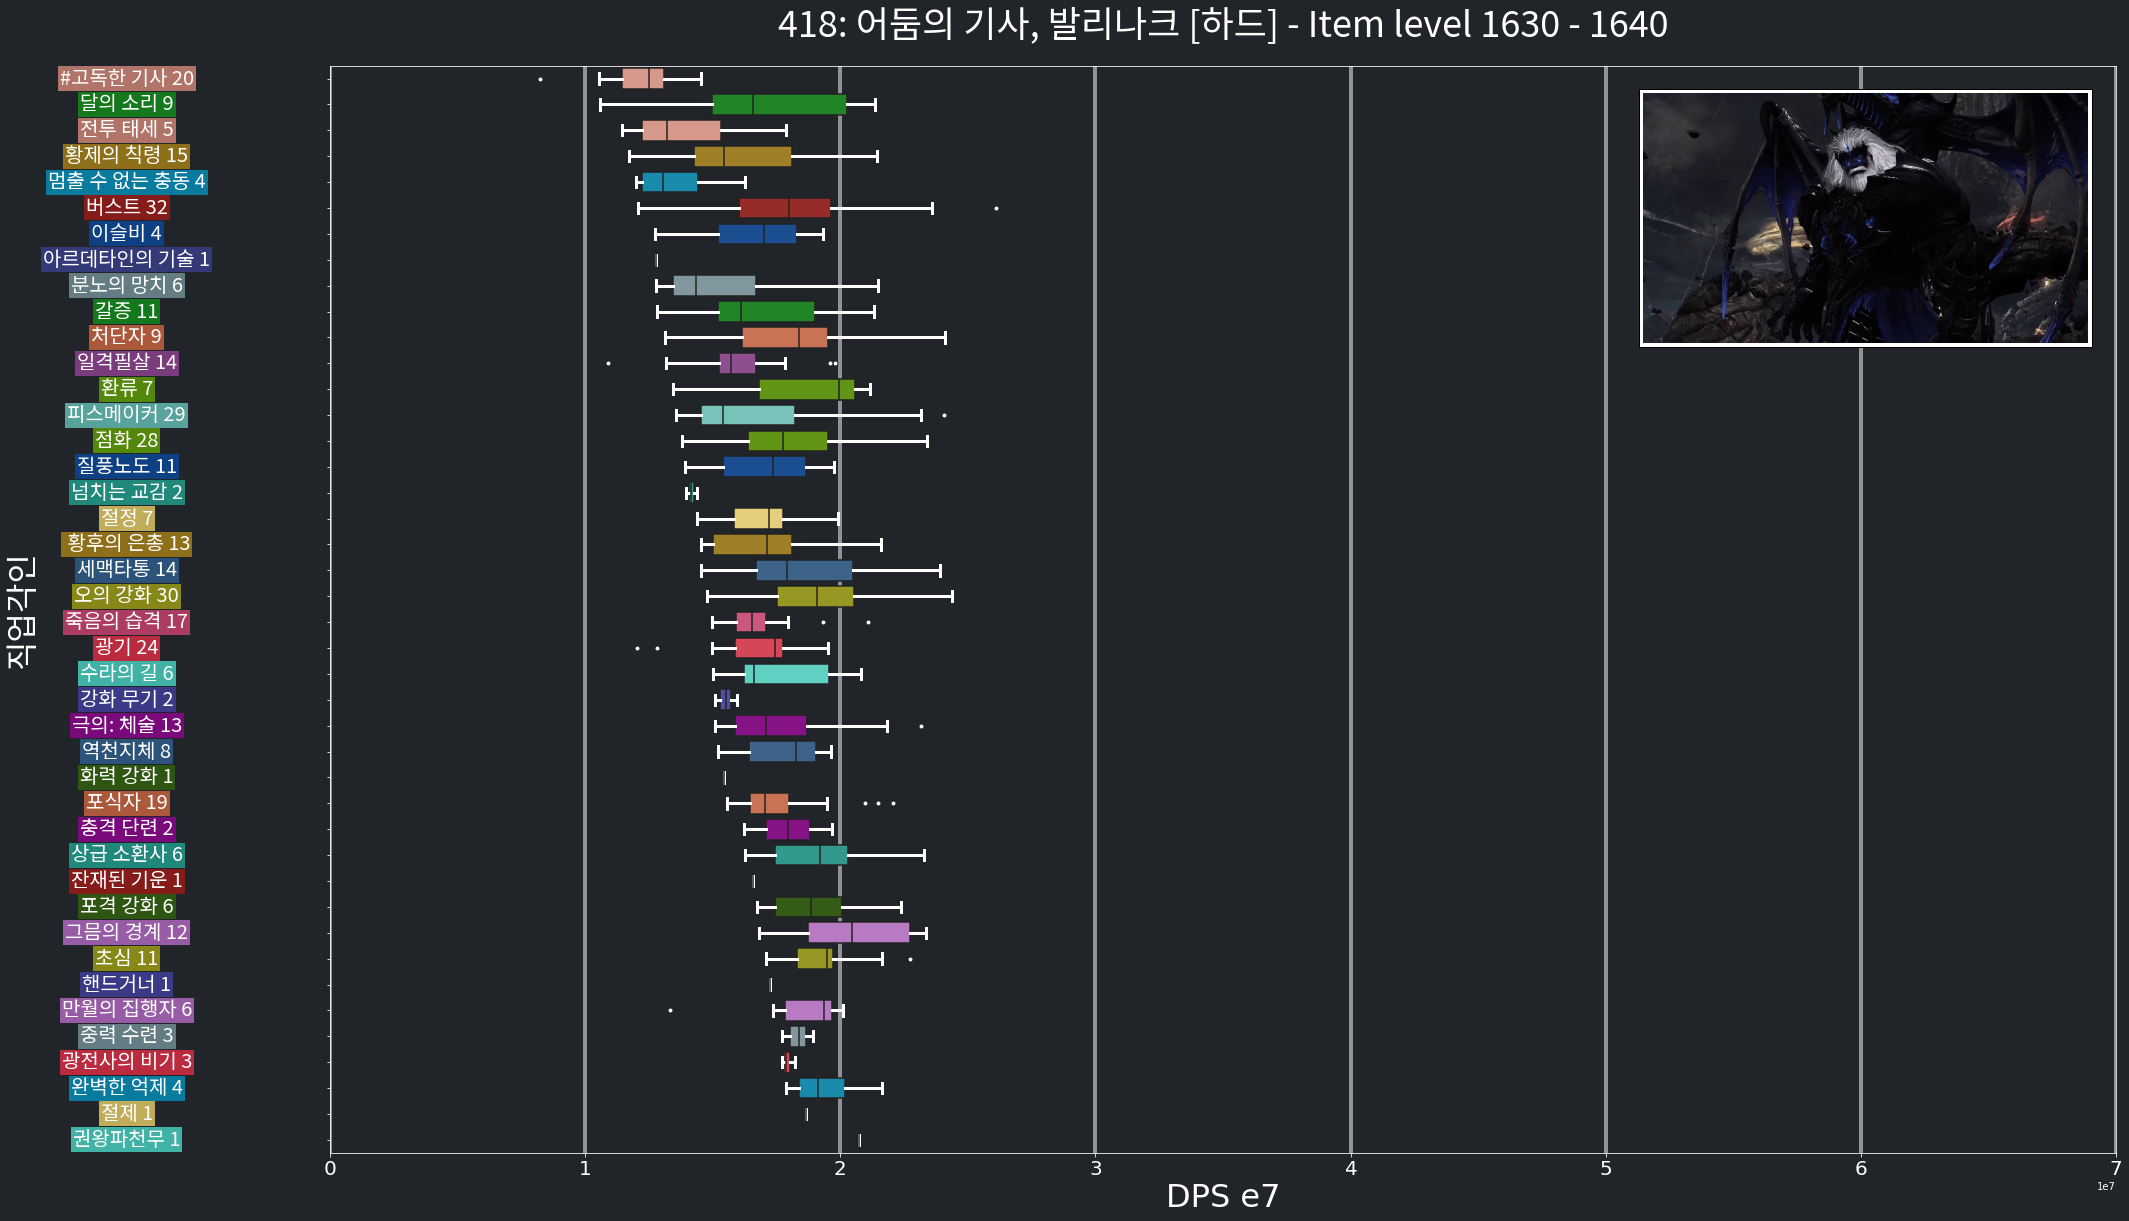 418: 어둠의 기사, 발리나크 [하드] - Item level 1630 - 1640
직업각인
#고독한 기사 20
달의 소리 9
전투 태세 5
황제의 칙령 15
멈출 수 없는 충동 4
버스트 32
이슬비 4
아르데타인의 기술 1
분노의 망치 6
갈증 11
처단자 9
일격필살 14
환류 7
피스메이커 29
점화 28
질풍노도 11
넘치는 교감 2
절정 7
황후의 은총 13
세맥타통 14
오의 강화 30
죽음의 습격 17
광기 24
수라의 길 6
강화 무기 2
극의: 체술 13
역천지체 8
화력 강화 1
포식자 19
충격 단련 2
상급 소환사 6
잔재된 기운 1
포격 강화 6
그믐의 경계 12
초심 11
핸드거너 1
만월의 집행자 6
중력 수련 3
광전사의 비기 3
완벽한 억제 4
절제 1
권왕파천무 1
0 1 2 3 4 5 6 7
1e7
DPS e7